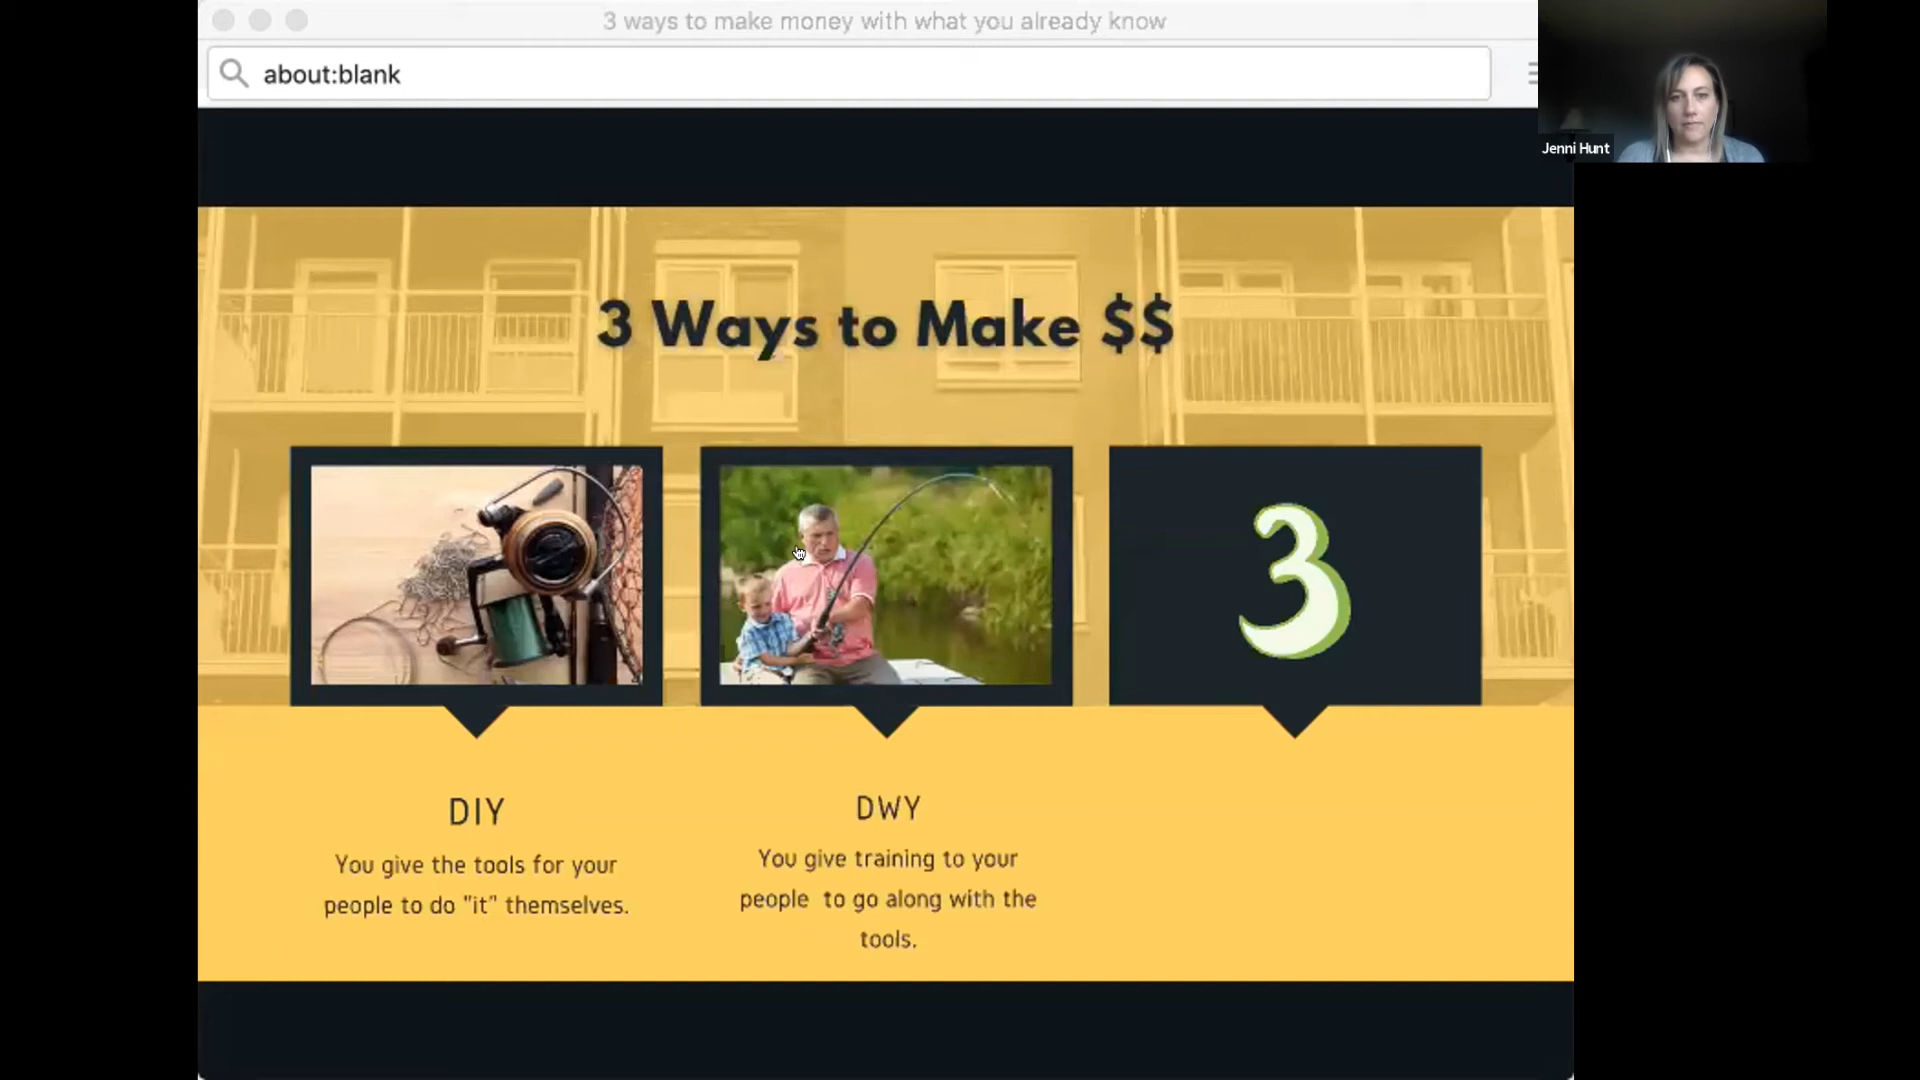 3 ways to make money with what you already know
about:blank
Jenni Hunt
3 Ways to Make $$
3
DIY
You give the tools for your
people to do "it" themselves.
DWY
You give training to your
people to go along with the
tools.